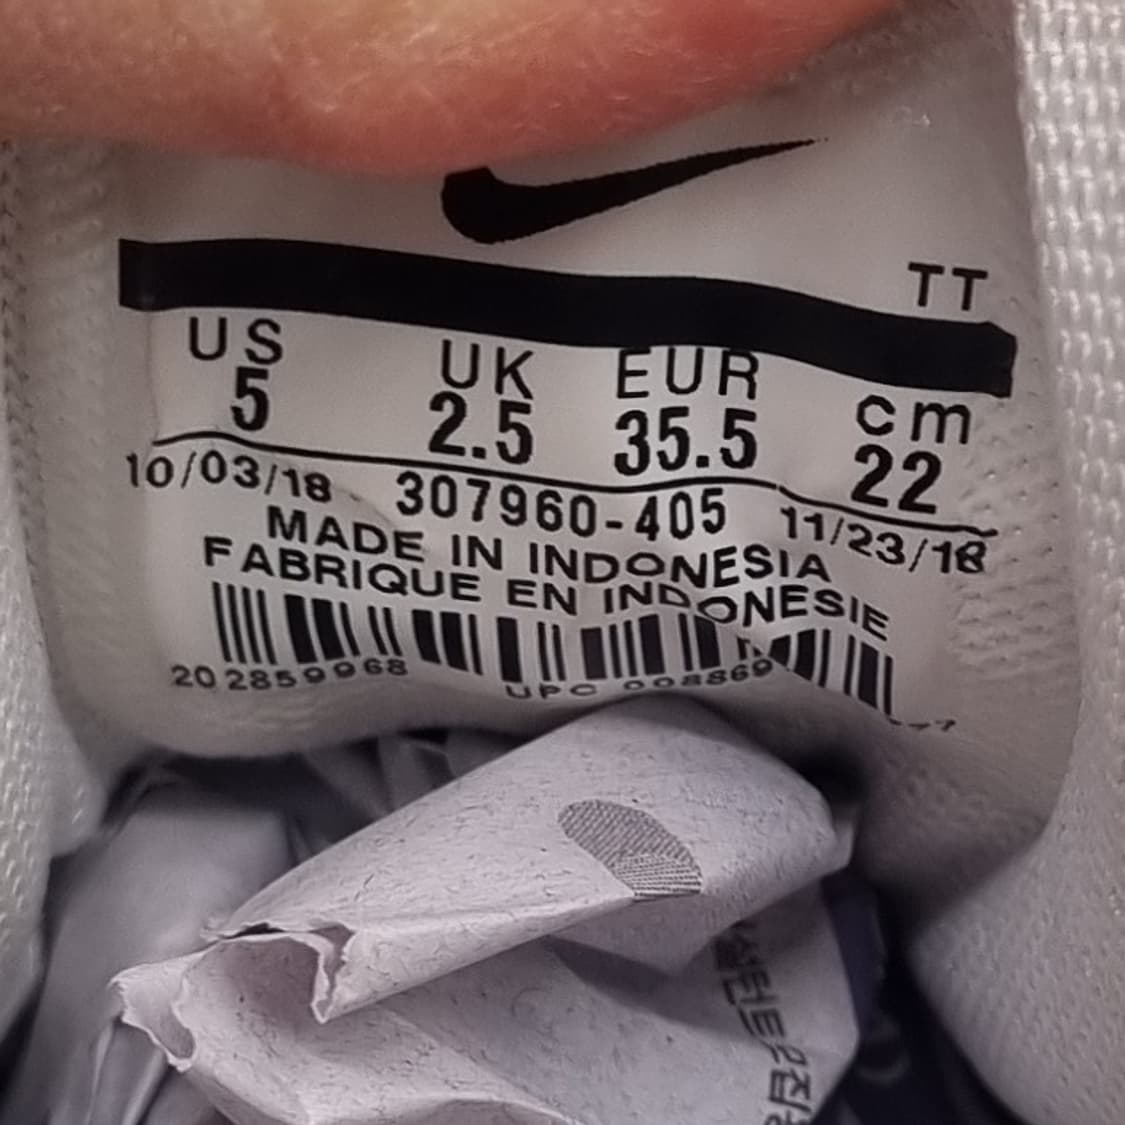 TT
US UK EUR cm
5 2.5 35.5 22
10/03/18 307960-405 11/23/18
MADE IN INDONESIA
FABRIQUE EN INDONESIE
202859968
UPC